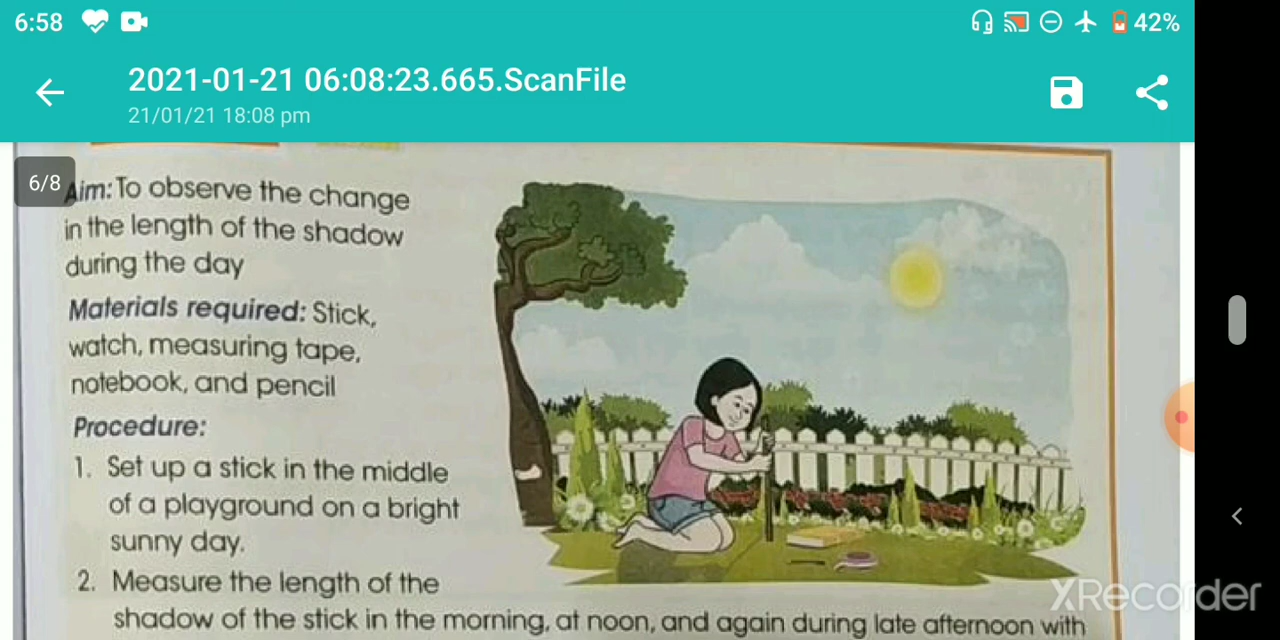 6:58
42%
2021-01-21 06:08:23.665.ScanFile
21/01/21 18:08 pm
6/8
Aim: To observe the change
in the length of the shadow
during the day
Materials required: Stick,
watch, measuring tape,
notebook, and pencil
Procedure:
1. Set up a stick in the middle
of a playground on a bright
sunny day.
2. Measure the length of the
shadow of the stick in the morning, at noon, and again during late afternoon with
XRecorder